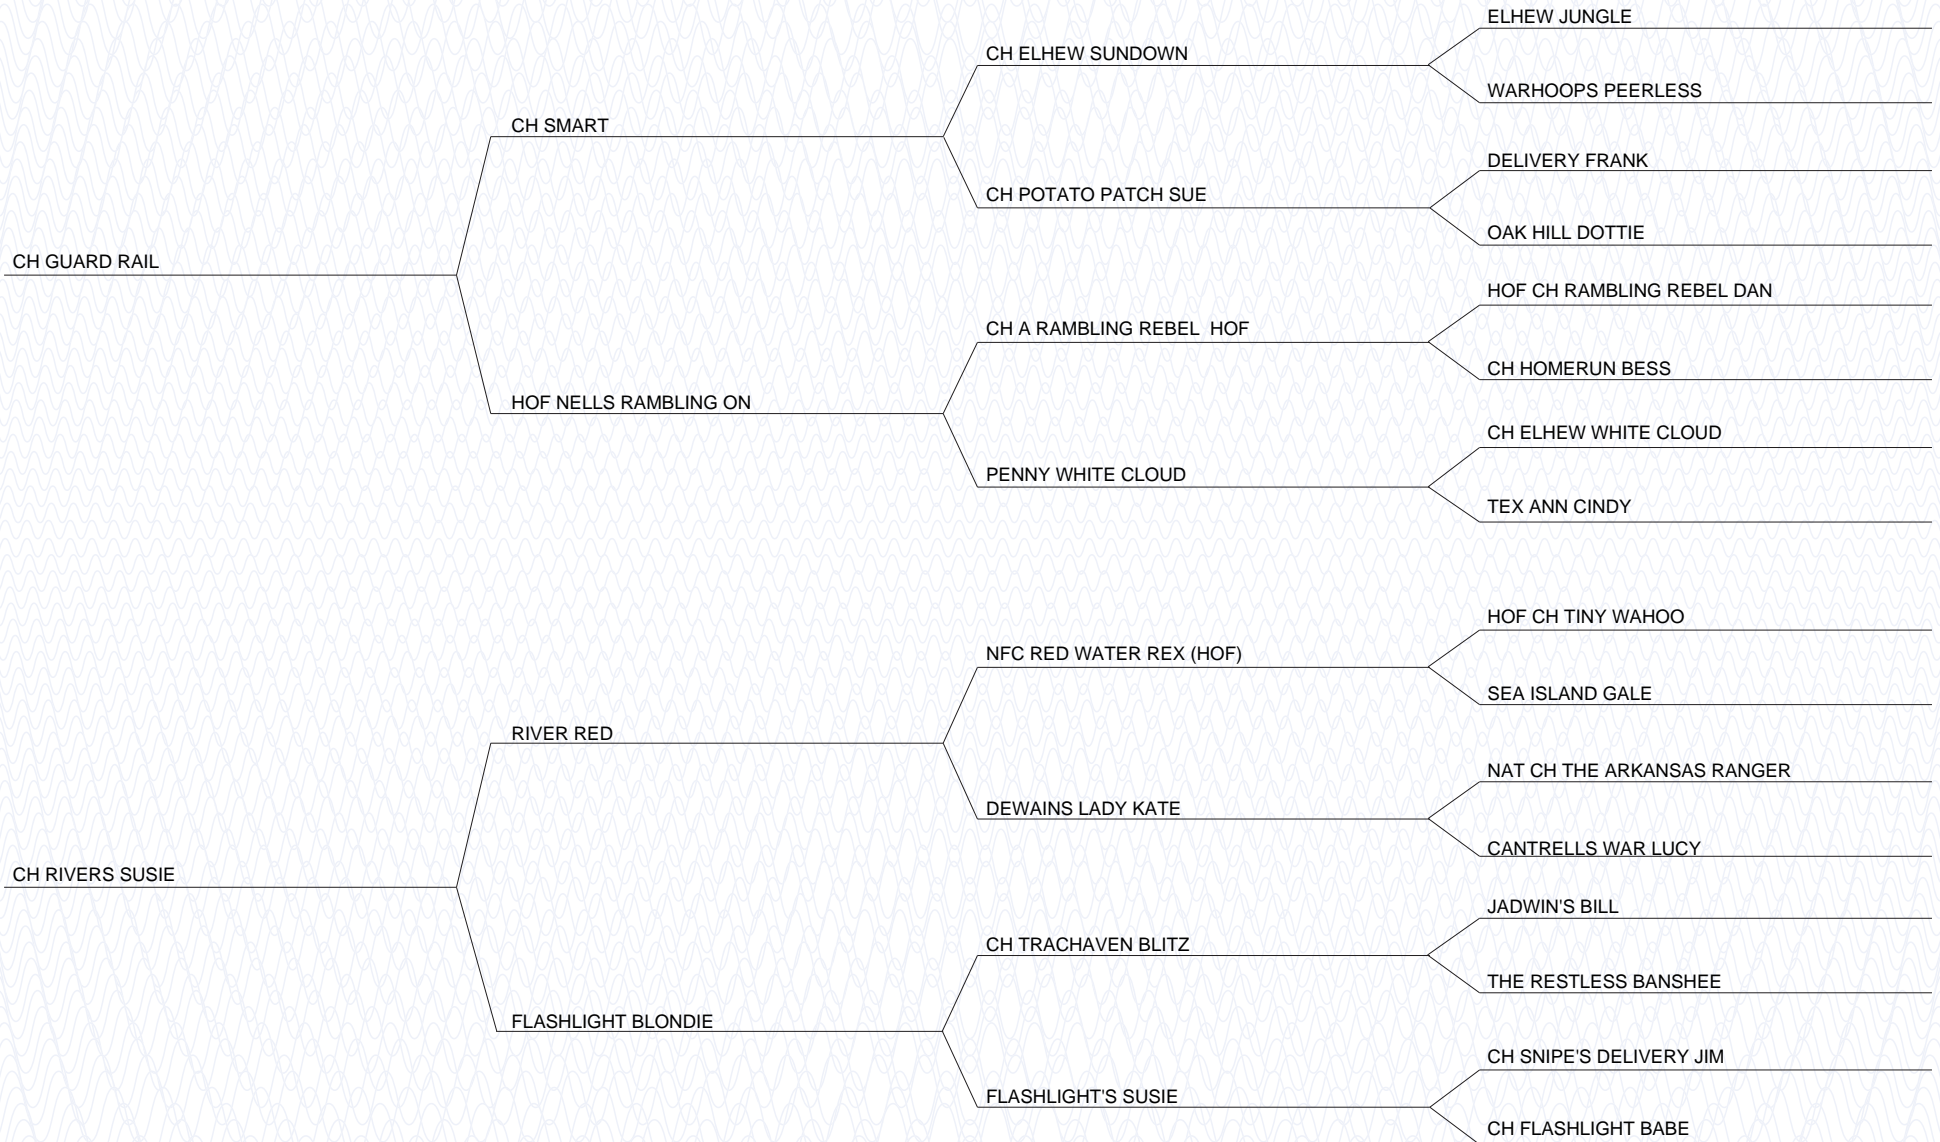 ELHEW JUNGLE
CH ELHEW SUNDOWN
WARHOOPS PEERLESS
CH SMART
DELIVERY FRANK
CH POTATO PATCH SUE
OAK HILL DOTTIE
CH GUARD RAIL
HOF CH RAMBLING REBEL DAN
CH A RAMBLING REBEL  HOF
CH HOMERUN BESS
HOF NELLS RAMBLING ON
CH ELHEW WHITE CLOUD
PENNY WHITE CLOUD
TEX ANN CINDY
HOF CH TINY WAHOO
NFC RED WATER REX (HOF)
SEA ISLAND GALE
RIVER RED
NAT CH THE ARKANSAS RANGER
DEWAINS LADY KATE
CANTRELLS WAR LUCY
CH RIVERS SUSIE
JADWIN'S BILL
CH TRACHAVEN BLITZ
THE RESTLESS BANSHEE
FLASHLIGHT BLONDIE
CH SNIPE'S DELIVERY JIM
FLASHLIGHT'S SUSIE
CH FLASHLIGHT BABE